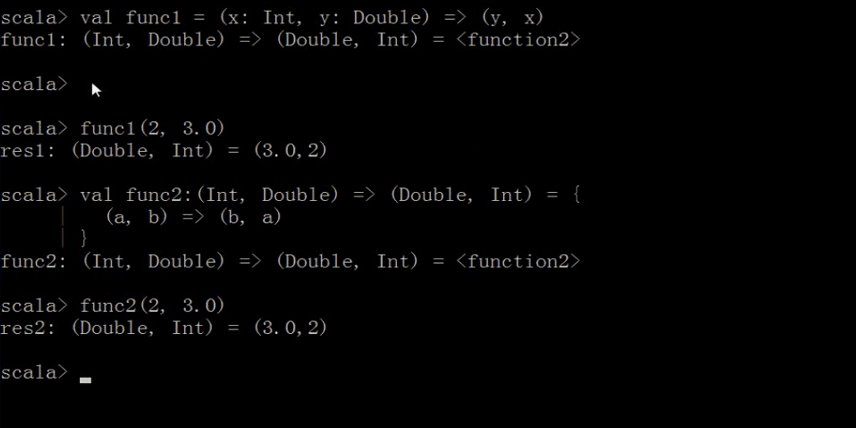 scala> val func1 = (x: Int, y: Double) => (y, x)
func1: (Int, Double) => (Double, Int) = <function2>
scala>
scala> func1(2, 3.0)
res1: (Double, Int) = (3.0,2)
scala> val func2:(Int, Double) => (Double, Int) = {
     |   (a, b) => (b, a)
     | }
func2: (Int, Double) => (Double, Int) = <function2>
scala> func2(2, 3.0)
res2: (Double, Int) = (3.0,2)
scala>